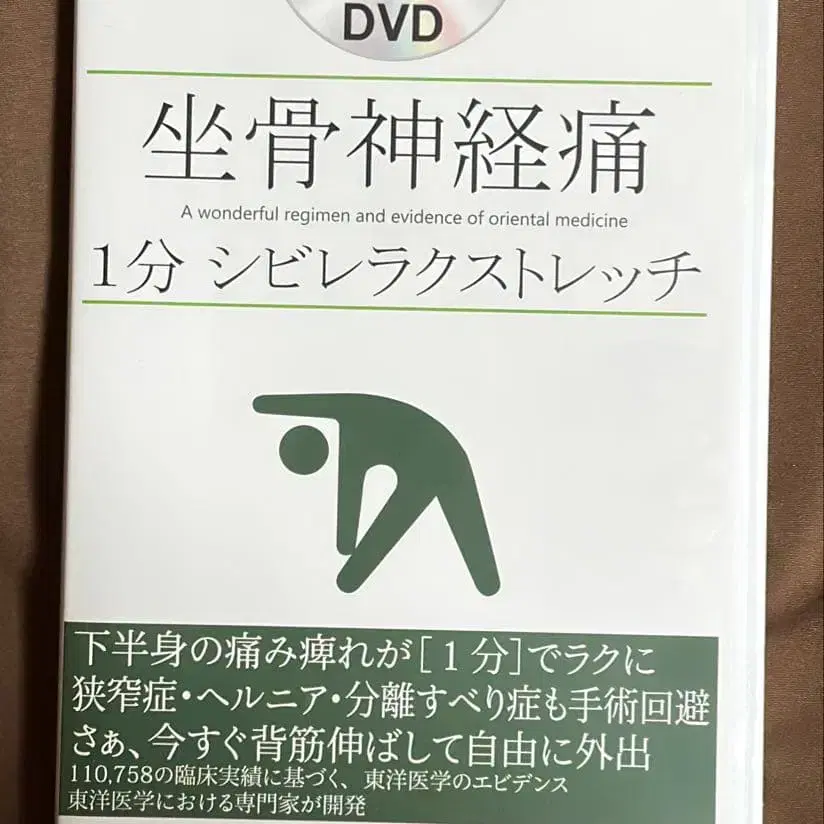 DVD
坐骨神経痛
A wonderful regimen and evidence of oriental medicine
1分 シビレラクストレッチ
下半身の痛み痺れが[1分]でラクに
狭窄症・ヘルニア・分離すべり症も手術回避
さぁ、今すぐ背筋伸ばして自由に外出
110,758の臨床実績に基づく、東洋医学のエビデンス
東洋医学における専門家が開発